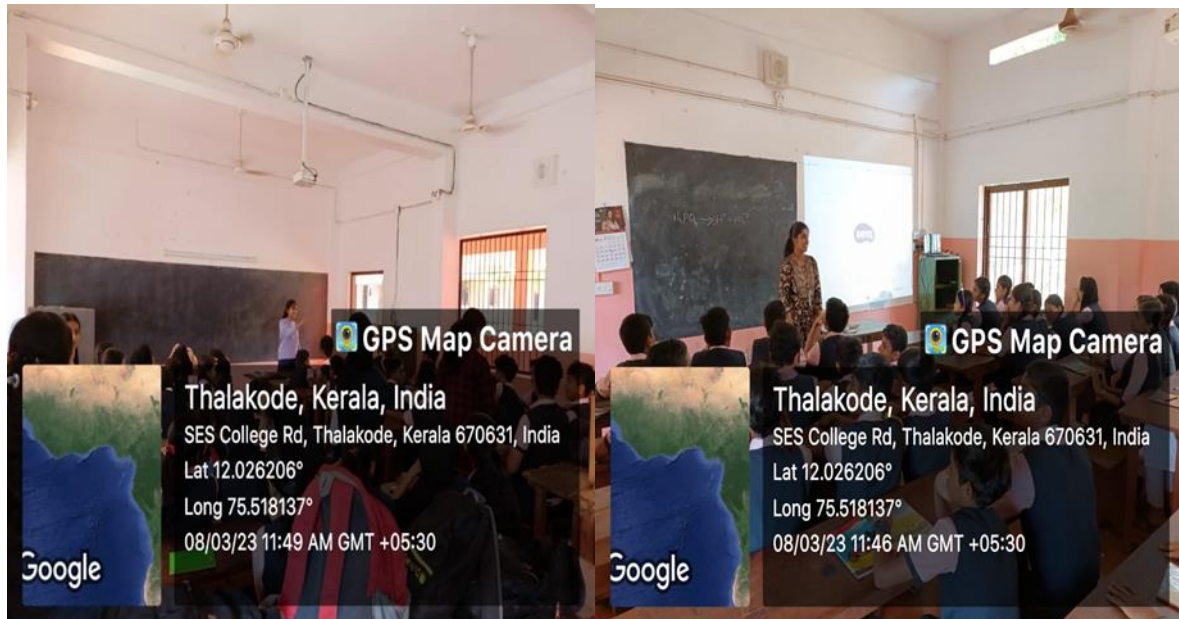 GPS Map Camera
Thalakode, Kerala, India
SES College Rd, Thalakode, Kerala 670631, India
Lat 12.026206°
Long 75.518137°
08/03/23 11:49 AM GMT +05:30
Google
BenQ
GPS Map Camera
Thalakode, Kerala, India
SES College Rd, Thalakode, Kerala 670631, India
Lat 12.026206°
Long 75.518137°
08/03/23 11:46 AM GMT +05:30
Google